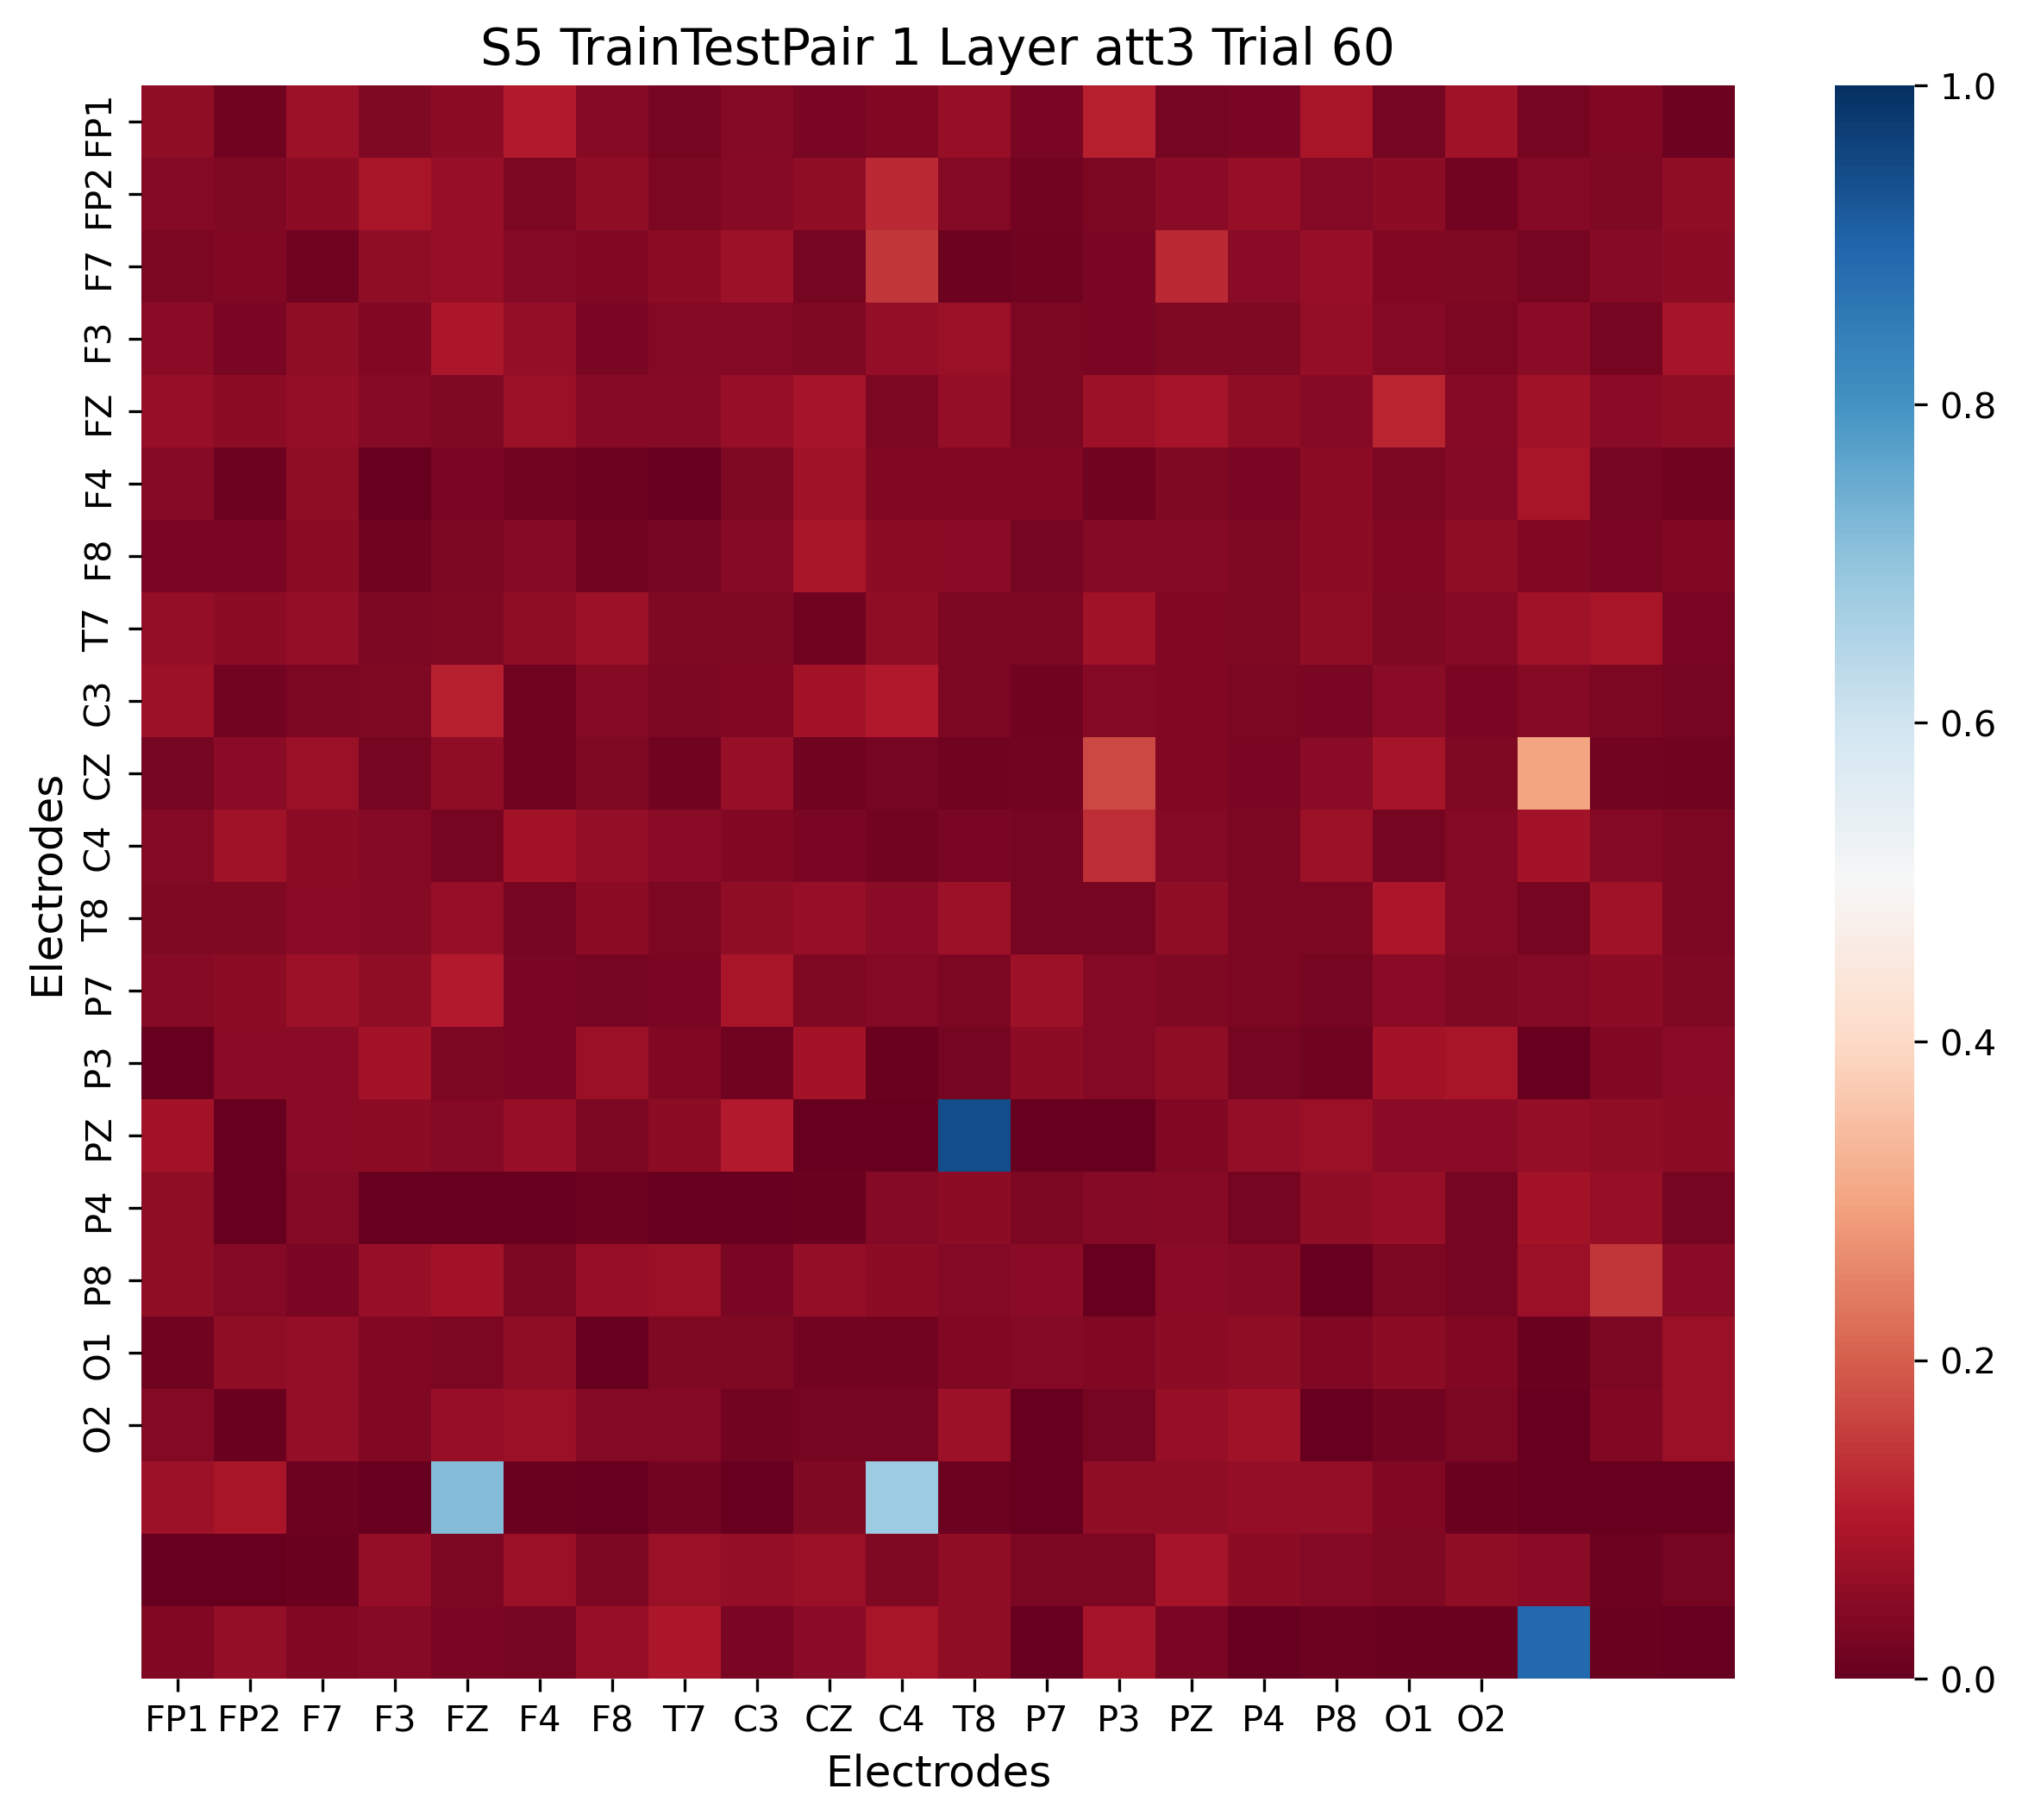 S5 TrainTestPair 1 Layer att3 Trial 60
Electrodes
FP1
FP2
F7
F3
FZ
F4
F8
T7
C3
CZ
C4
T8
P7
P3
PZ
P4
P8
O1
O2
FP1 FP2 F7 F3 FZ F4 F8 T7 C3 CZ C4 T8 P7 P3 PZ P4 P8 O1 O2
Electrodes
1.0
0.8
0.6
0.4
0.2
0.0